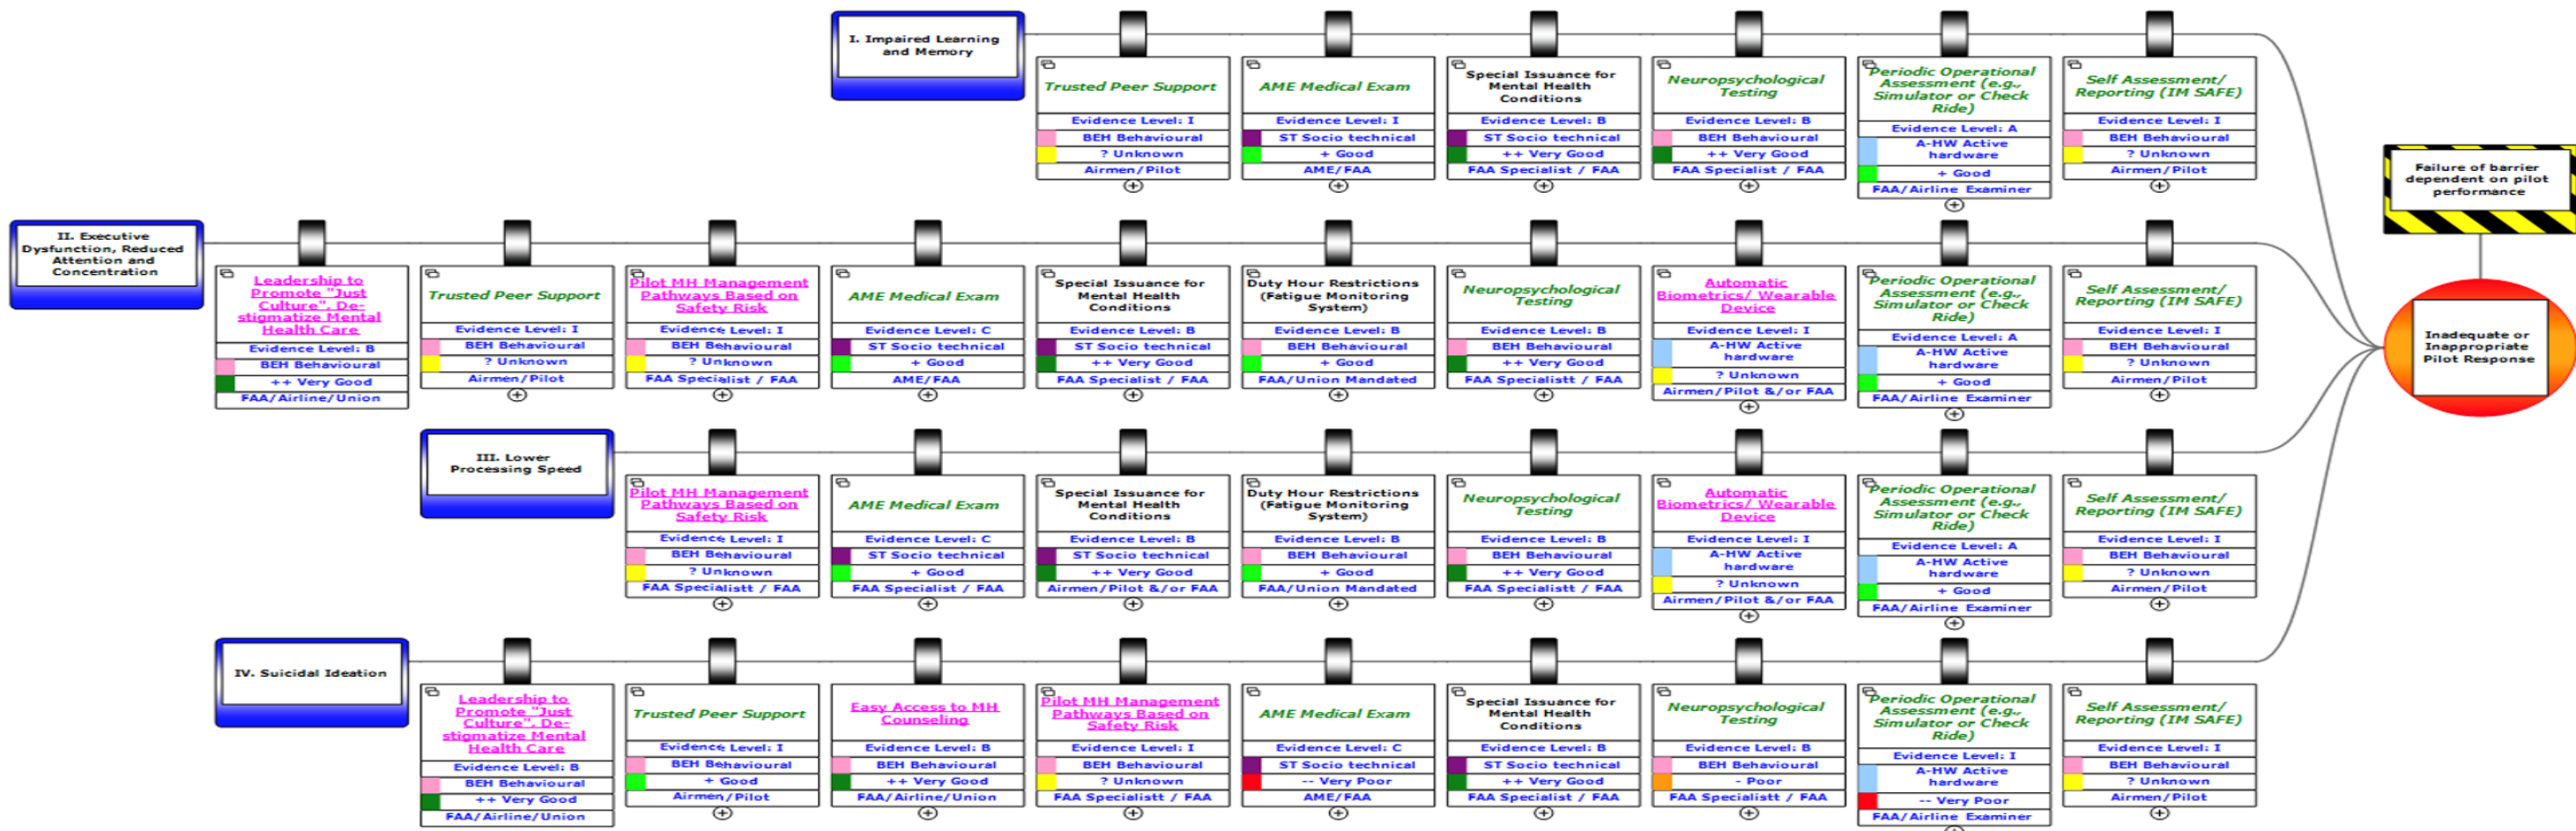 I. Impaired Learning
and Memory
Trusted Peer Support
Evidence Level: I
BEH Behavioural
? Unknown
Airmen/Pilot
AME Medical Exam
Evidence Level: I
ST Socio technical
+ Good
AME/FAA
Special Issuance for
Mental Health
Conditions
Evidence Level: B
ST Socio technical
++ Very Good
FAA Specialist / FAA
Neuropsychological
Testing
Evidence Level: B
BEH Behavioural
++ Very Good
FAA Specialist / FAA
Periodic Operational
Assessment (e.g.,
Simulator or Check
Ride)
Evidence Level: A
A-HW Active
hardware
+ Good
FAA/Airline Examiner
Self Assessment/
Reporting (IM SAFE)
Evidence Level: I
BEH Behavioural
? Unknown
Airmen/Pilot
Failure of barrier
dependent on pilot
performance
II. Executive
Dysfunction, Reduced
Attention and
Concentration
Leadership to
Promote "Just
Culture", De-
stigmatize Mental
Health Care
Evidence Level: B
BEH Behavioural
++ Very Good
FAA/Airline/Union
Trusted Peer Support
Evidence Level: I
BEH Behavioural
? Unknown
Airmen/Pilot
Pilot MH Management
Pathways Based on
Safety Risk
Evidence Level: I
BEH Behavioural
? Unknown
FAA Specialist / FAA
AME Medical Exam
Evidence Level: C
ST Socio technical
+ Good
AME/FAA
Special Issuance for
Mental Health
Conditions
Evidence Level: B
ST Socio technical
++ Very Good
FAA Specialist / FAA
Duty Hour Restrictions
(Fatigue Monitoring
System)
Evidence Level: B
BEH Behavioural
+ Good
FAA/Union Mandated
Neuropsychological
Testing
Evidence Level: B
BEH Behavioural
++ Very Good
FAA Specialistt / FAA
Automatic
Biometrics/ Wearable
Device
Evidence Level: I
A-HW Active
hardware
? Unknown
Airmen/Pilot &/or FAA
Periodic Operational
Assessment (e.g.,
Simulator or Check
Ride)
Evidence Level: A
A-HW Active
hardware
+ Good
FAA/Airline Examiner
Self Assessment/
Reporting (IM SAFE)
Evidence Level: I
BEH Behavioural
? Unknown
Airmen/Pilot
Inadequate or
Inappropriate
Pilot Response
III. Lower
Processing Speed
Pilot MH Management
Pathways Based on
Safety Risk
Evidence Level: I
BEH Behavioural
? Unknown
FAA Specialistt / FAA
AME Medical Exam
Evidence Level: C
ST Socio technical
+ Good
FAA Specialist / FAA
Special Issuance for
Mental Health
Conditions
Evidence Level: B
ST Socio technical
++ Very Good
Airmen/Pilot &/or FAA
Duty Hour Restrictions
(Fatigue Monitoring
System)
Evidence Level: B
BEH Behavioural
+ Good
FAA/Union Mandated
Neuropsychological
Testing
Evidence Level: B
BEH Behavioural
++ Very Good
FAA Specialistt / FAA
Automatic
Biometrics/ Wearable
Device
Evidence Level: I
A-HW Active
hardware
? Unknown
Airmen/Pilot &/or FAA
Periodic Operational
Assessment (e.g.,
Simulator or Check
Ride)
Evidence Level: A
A-HW Active
hardware
+ Good
FAA/Airline Examiner
Self Assessment/
Reporting (IM SAFE)
Evidence Level: I
BEH Behavioural
? Unknown
Airmen/Pilot
IV. Suicidal Ideation
Leadership to
Promote "Just
Culture", De-
stigmatize Mental
Health Care
Evidence Level: B
BEH Behavioural
++ Very Good
FAA/Airline/Union
Trusted Peer Support
Evidence Level: I
BEH Behavioural
+ Good
Airmen/Pilot
Easy Access to MH
Counseling
Evidence Level: B
BEH Behavioural
++ Very Good
FAA/Airline/Union
Pilot MH Management
Pathways Based on
Safety Risk
Evidence Level: I
BEH Behavioural
? Unknown
FAA Specialistt / FAA
AME Medical Exam
Evidence Level: C
ST Socio technical
-- Very Poor
AME/FAA
Special Issuance for
Mental Health
Conditions
Evidence Level: B
ST Socio technical
++ Very Good
FAA Specialist / FAA
Neuropsychological
Testing
Evidence Level: B
BEH Behavioural
- Poor
FAA Specialistt / FAA
Periodic Operational
Assessment (e.g.,
Simulator or Check
Ride)
Evidence Level: I
A-HW Active
hardware
-- Very Poor
FAA/Airline Examiner
Self Assessment/
Reporting (IM SAFE)
Evidence Level: I
BEH Behavioural
? Unknown
Airmen/Pilot